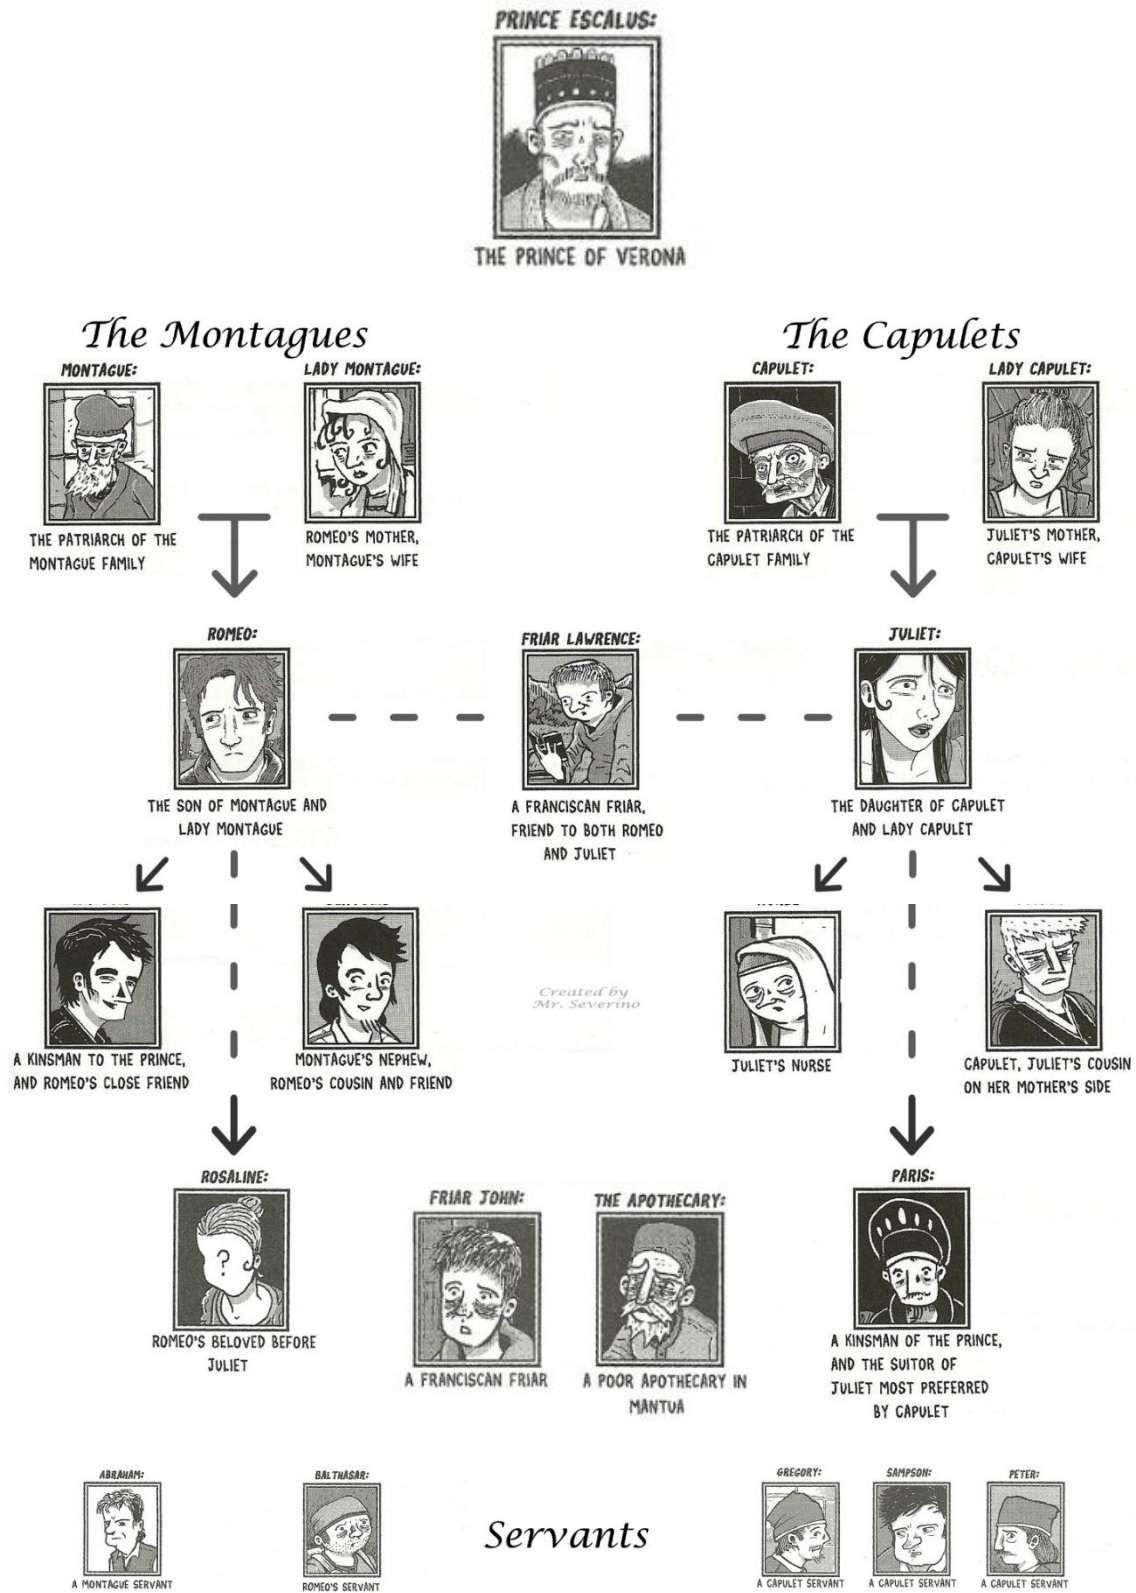 PRINCE ESCALUS:
THE PRINCE OF VERONA
The Montagues
The Capulets
MONTAGUE:
LADY MONTAGUE:
CAPULET:
LADY CAPULET:
THE PATRIARCH OF THE
MONTAGUE FAMILY
ROMEO'S MOTHER,
MONTAGUE'S WIFE
THE PATRIARCH OF THE
CAPULET FAMILY
JULIET'S MOTHER,
CAPULET'S WIFE
ROMEO:
FRIAR LAWRENCE:
JULIET:
THE SON OF MONTAGUE AND
LADY MONTAGUE
A FRANCISCAN FRIAR,
FRIEND TO BOTH ROMEO
AND JULIET
THE DAUGHTER OF CAPULET
AND LADY CAPULET
Created by
Mr. Severino
A KINSMAN TO THE PRINCE,
AND ROMEO'S CLOSE FRIEND
MONTAGUE'S NEPHEW,
ROMEO'S COUSIN AND FRIEND
JULIET'S NURSE
CAPULET, JULIET'S COUSIN
ON HER MOTHER'S SIDE
ROSALINE:
FRIAR JOHN:
THE APOTHECARY:
PARIS:
?
ROMEO'S BELOVED BEFORE
JULIET
A FRANCISCAN FRIAR
A POOR APOTHECARY IN
MANTUA
A KINSMAN OF THE PRINCE,
AND THE SUITOR OF
JULIET MOST PREFERRED
BY CAPULET
ABRAHAM:
BALTHASAR:
GREGORY:
SAMPSON:
PETER:
Servants
A MONTAGUE SERVANT
ROMEO'S SERVANT
A CAPULET SERVANT
A CAPULET SERVANT
A CAPULET SERVANT